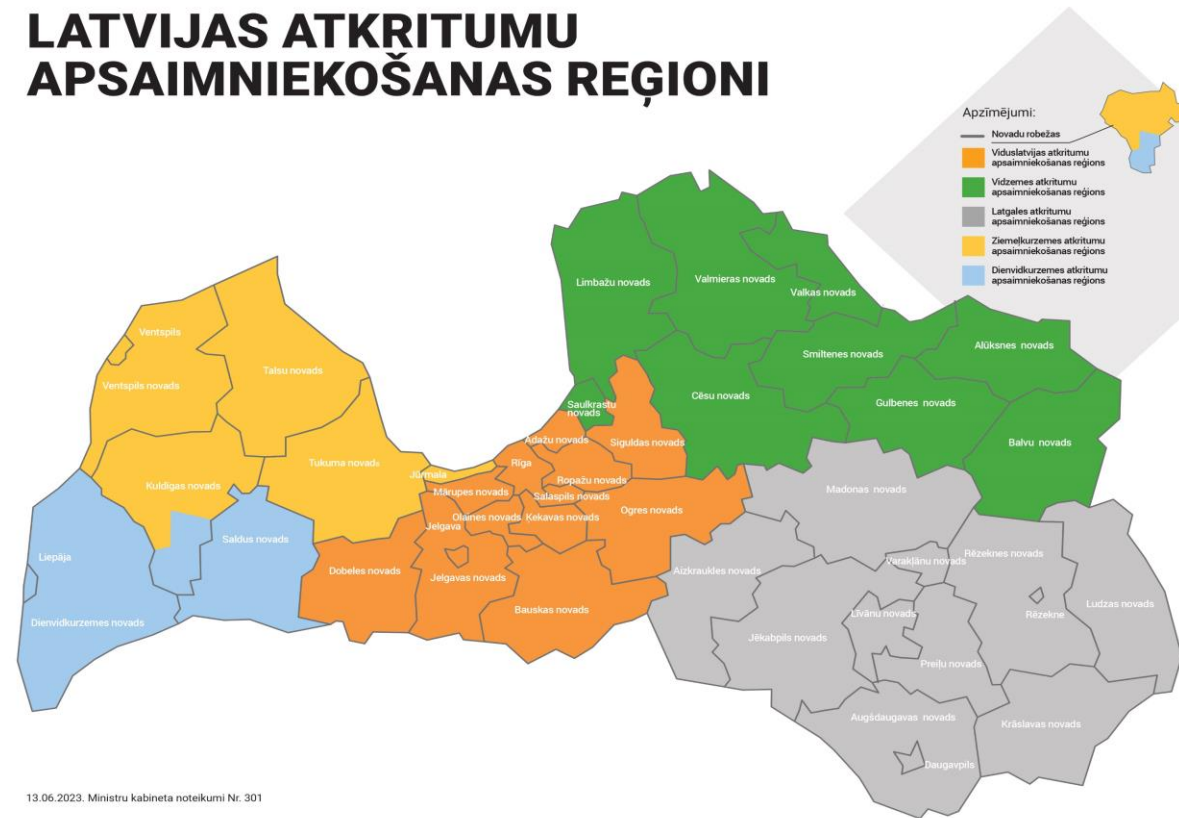 LATVIJAS ATKRITUMU
APSAIMNIEKOŠANAS REĢIONI
Apzīmējumi:
Novadu robežas
Viduslatvijas atkritumu
apsaimniekošanas reģions
Vidzemes atkritumu
apsaimniekošanas reģions
Latgales atkritumu
apsaimniekošanas reģions
Ziemeļkurzemes atkritumu
apsaimniekošanas reģions
Dienvidkurzemes atkritumu
apsaimniekošanas reģions
Limbažu novads
Valmieras novads
Valkas novads
Ventspils
Smiltenes novads
Alūksnes novads
Talsu novads
Ventspils novads
Cēsu novads
Gulbenes novads
Saulkrastu
novads
Ādažu novads
Siguldas novads
Balvu novads
Tukuma novads
Rīga
Jūrmala
Ropažu novads
Kuldīgas novads
Mārupes novads
Salaspils novads
Madonas novads
Ogres novads
Olaines novads
Ķekavas novads
Jelgava
Saldus novads
Liepāja
Rēzeknes novads
Varakļānu novads
Dobeles novads
Aizkraukles novads
Jelgavas novads
Ludzas novads
Bauskas novads
Līvānu novads
Rēzekne
Dienvidkurzemes novads
Jēkabpils novads
Preiļu novads
Augšdaugavas novads
Krāslavas novads
Daugavpils
13.06.2023. Ministru kabineta noteikumi Nr. 301